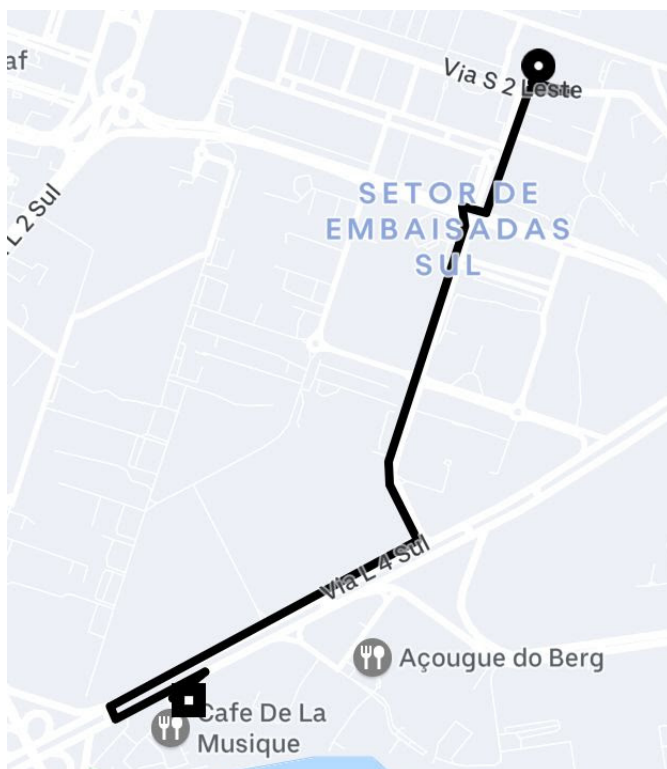 af
Via S 2 Leste
L 2 Sul
SETOR DE
EMBAISADAS
SUL
Via L 4 Sul
Açougue do Berg
Cafe De La
Musique